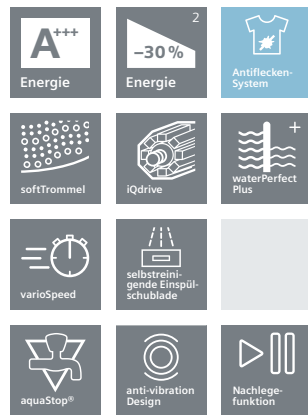 A+++
Energie
2
–30 %
Energie
Antiflecken-
System
softTrommel
iQdrive
+
waterPerfect
Plus
varioSpeed
selbstreini-
gende Einspül-
schublade
aquaStop®
anti-vibration
Design
Nachlege-
funktion